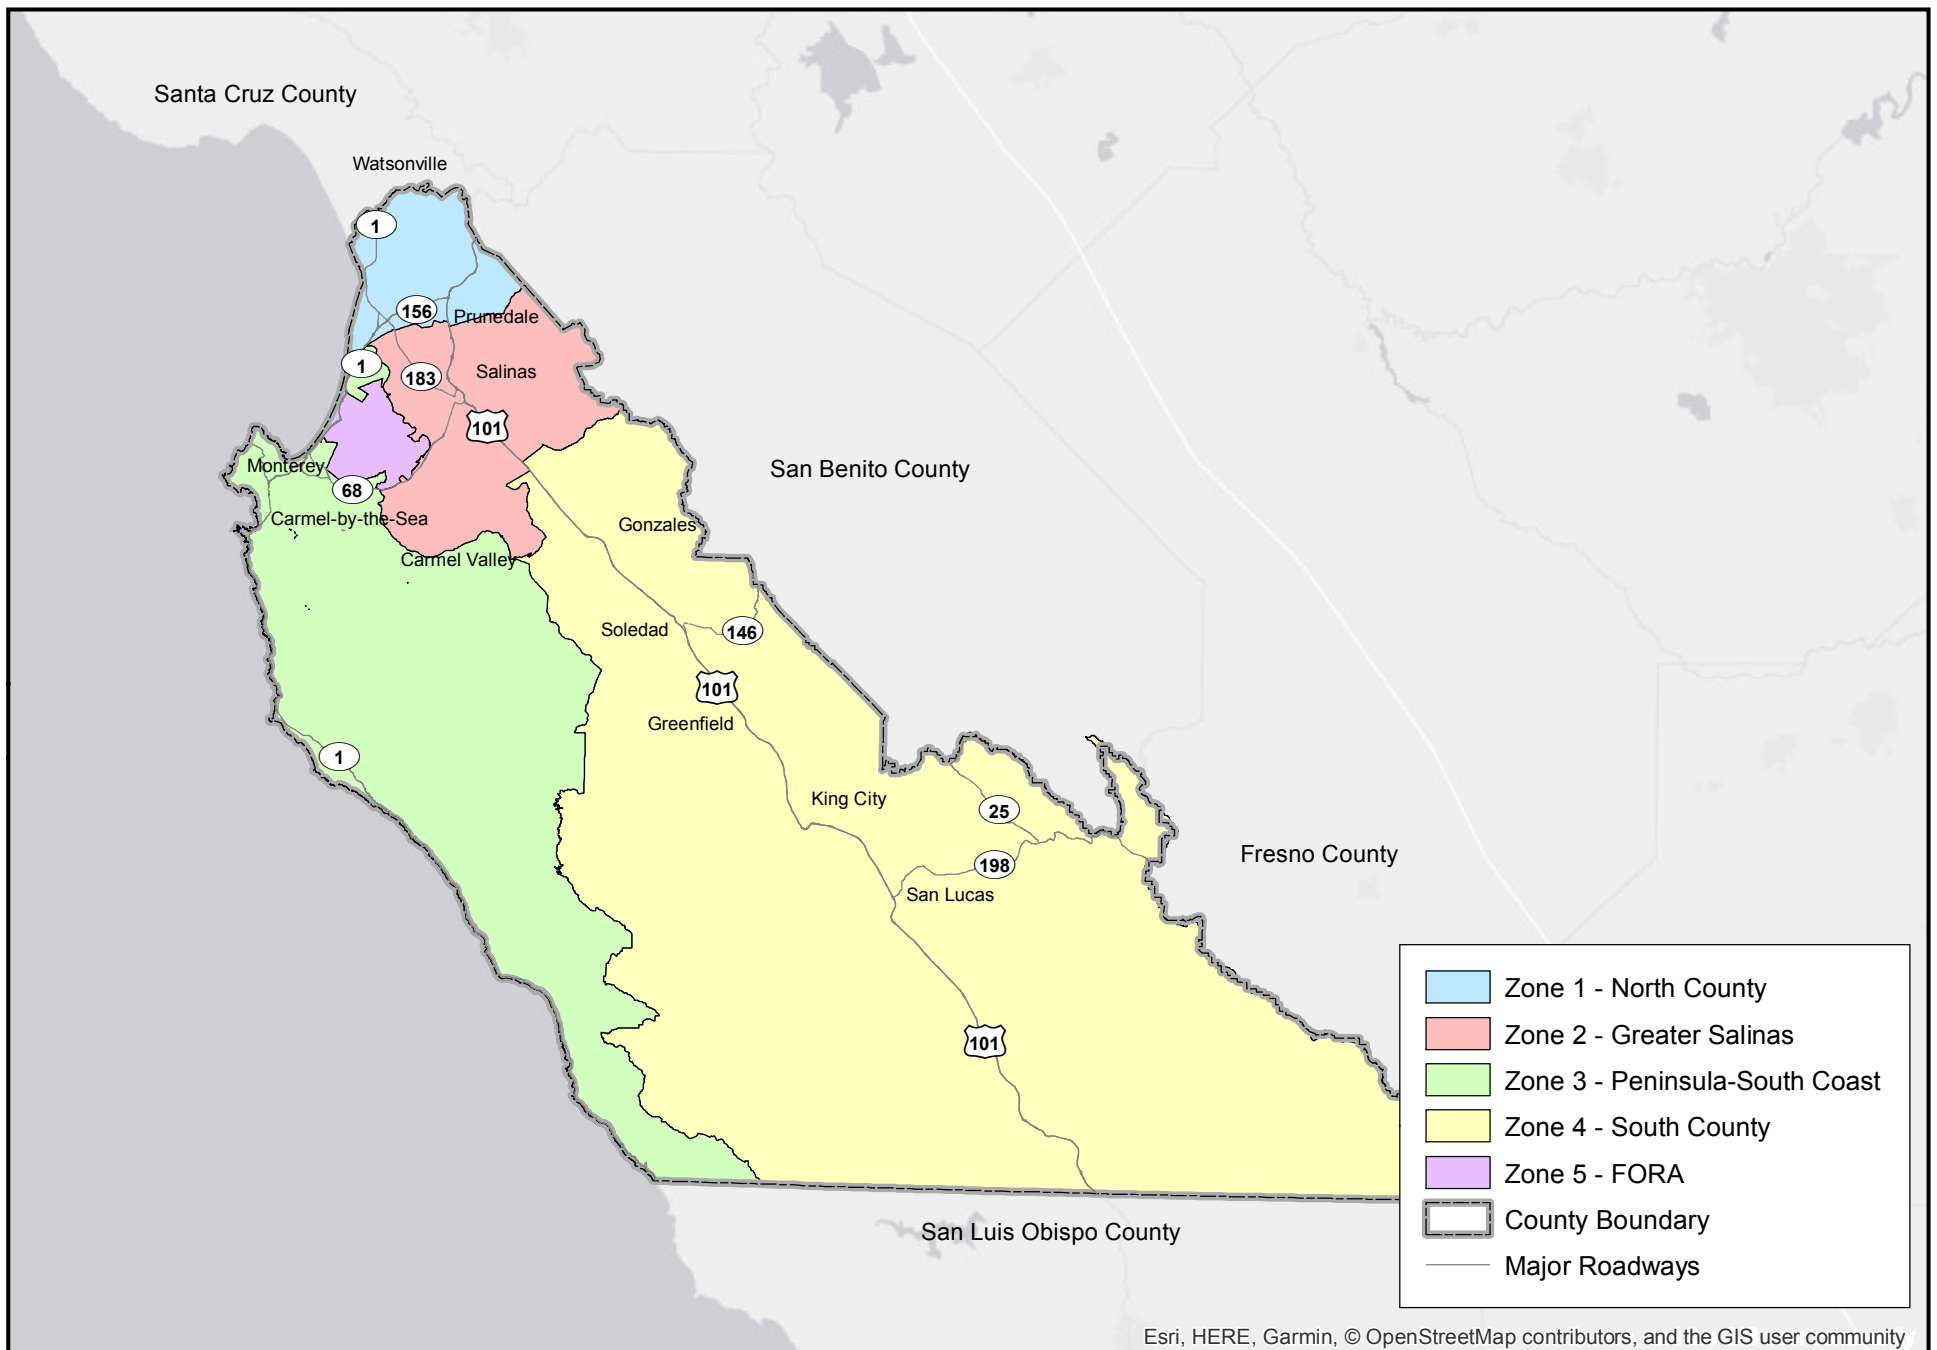 Santa Cruz County
Watsonville
1
156
Prunedale
1
183
Salinas
101
Monterey
68
San Benito County
Carmel-by-the-Sea
Gonzales
Carmel Valley
Soledad
146
101
Greenfield
1
King City
25
198
Fresno County
San Lucas
101
San Luis Obispo County
Zone 1 - North County
Zone 2 - Greater Salinas
Zone 3 - Peninsula-South Coast
Zone 4 - South County
Zone 5 - FORA
County Boundary
Major Roadways
Esri, HERE, Garmin, © OpenStreetMap contributors, and the GIS user community